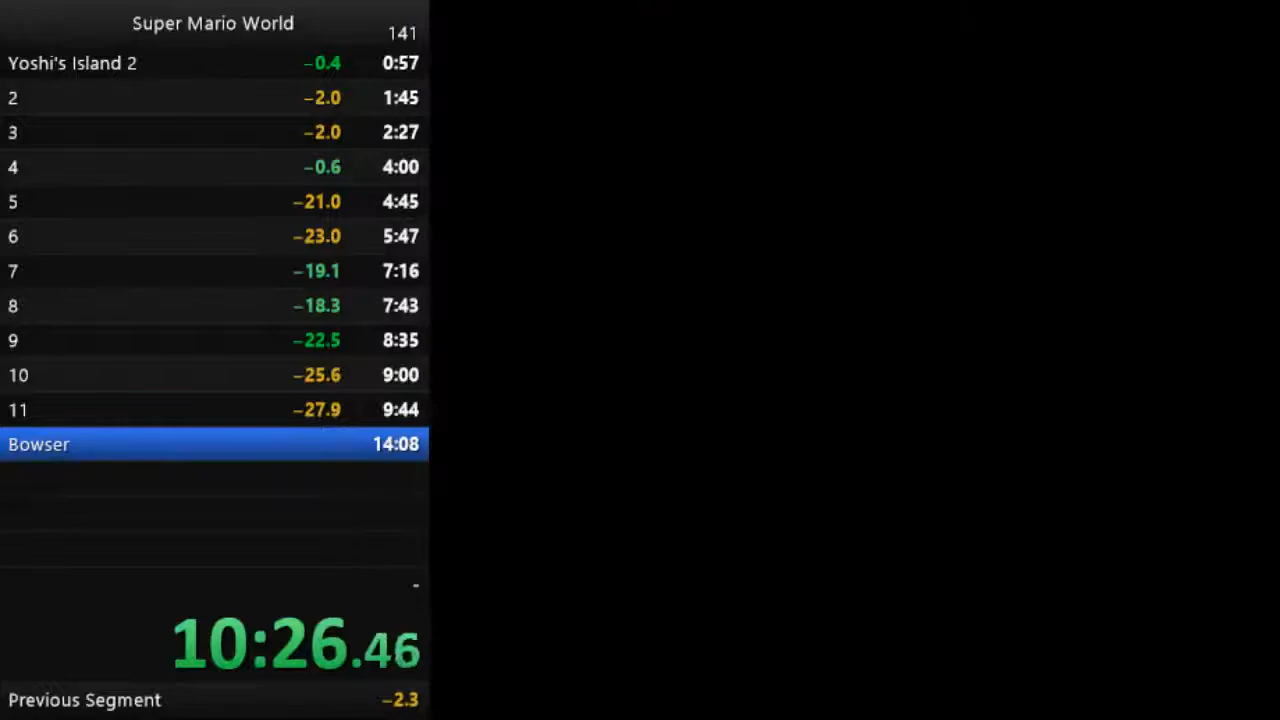 Super Mario World
141
Yoshi's Island 2 −0.4 0:57
2 −2.0 1:45
3 −2.0 2:27
4 −0.6 4:00
5 −21.0 4:45
6 −23.0 5:47
7 −19.1 7:16
8 −18.3 7:43
9 −22.5 8:35
10 −25.6 9:00
11 −27.9 9:44
Bowser 14:08
-
10:26.46
Previous Segment −2.3